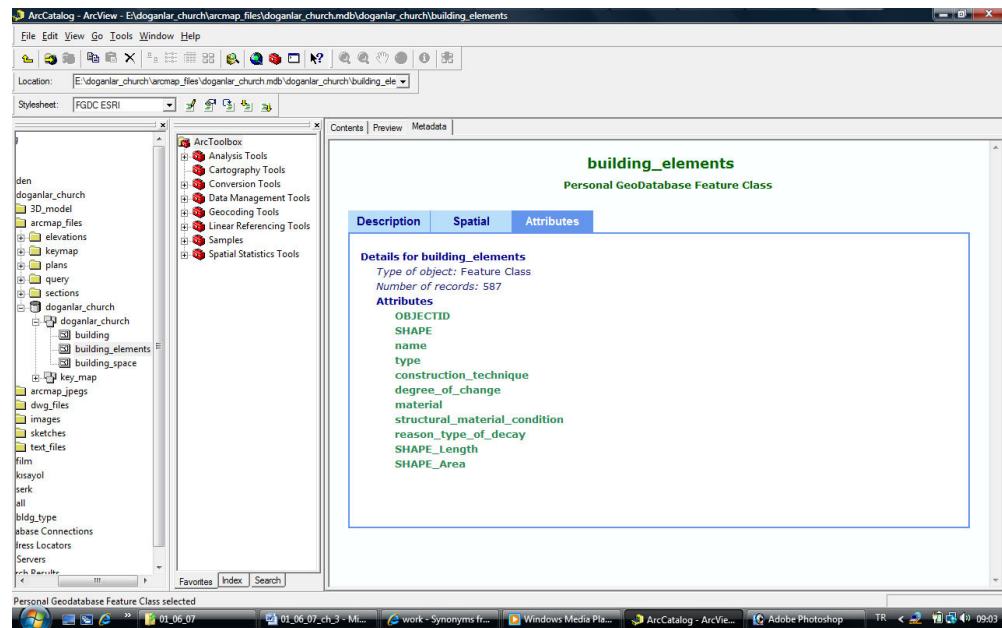 ArcCatalog - ArcView - E:\doganlar_church\arcmap_files\doganlar_church.mdb\doganlar_church\building_elements
File Edit View Go Tools Window Help
Location: E:\doganlar_church\arcmap_files\doganlar_church.mdb\doganlar_church\building_ele
Stylesheet: FGDC ESRI
den
doganlar_church
3D_model
arcmap_files
elevations
keymap
plans
query
sections
doganlar_church
doganlar_church
building
building_elements
building_space
key_map
arcmap_jpegs
dwg_files
images
sketches
text_files
film
kısayol
serk
all
bldg_type
abase Connections
dress Locators
Servers
rch Results
ArcToolbox
Analysis Tools
Cartography Tools
Conversion Tools
Data Management Tools
Geocoding Tools
Linear Referencing Tools
Samples
Spatial Statistics Tools
Favorites Index Search
Contents Preview Metadata
building_elements
Personal GeoDatabase Feature Class
Description Spatial Attributes
Details for building_elements
Type of object: Feature Class
Number of records: 587
Attributes
OBJECTID
SHAPE
name
type
construction_technique
degree_of_change
material
structural_material_condition
reason_type_of_decay
SHAPE_Length
SHAPE_Area
Personal Geodatabase Feature Class selected
01_06_07 01_06_07_ch_3 - Mi... work - Synonyms fr... Windows Media Pla... ArcCatalog - ArcVie... Adobe Photoshop TR 09:03